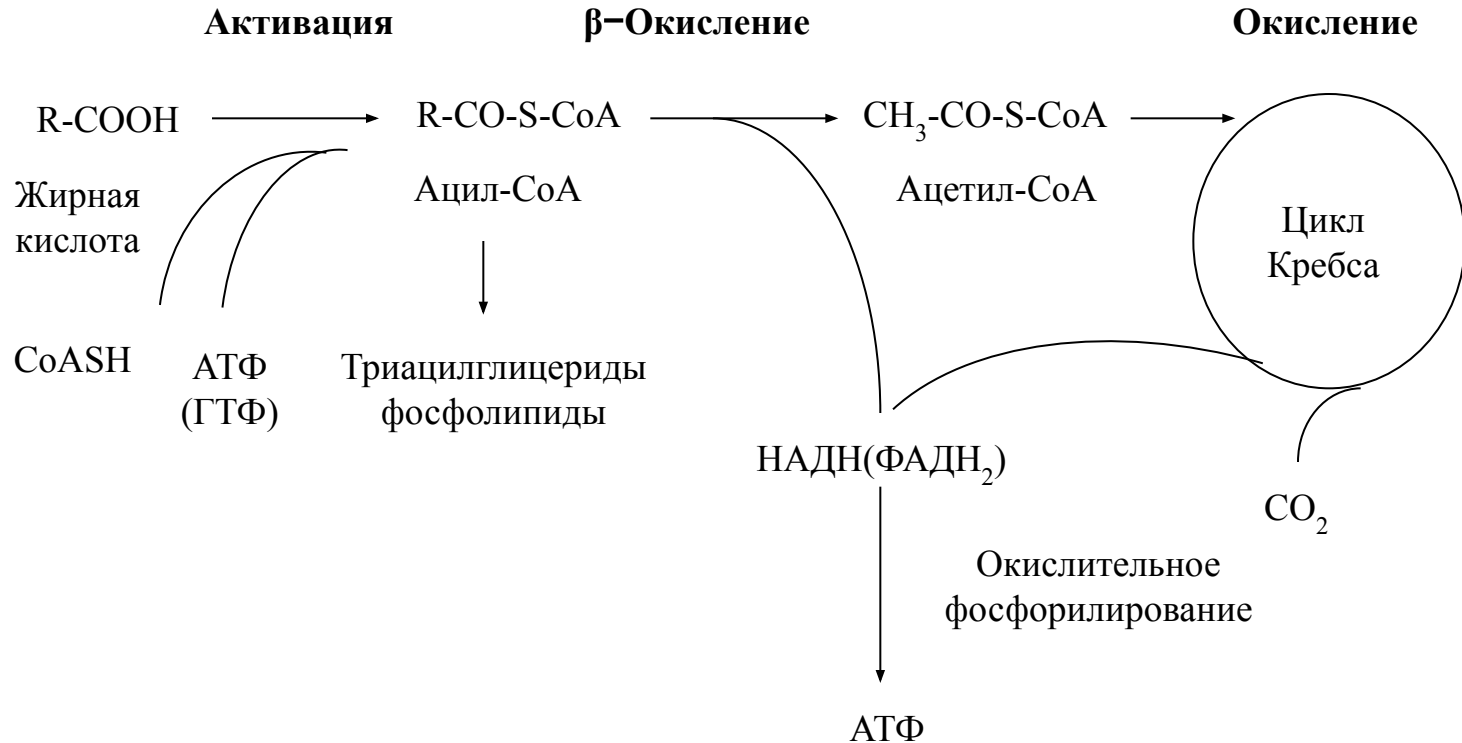 Активация
β−Окисление
Окисление
R-COOH
R-CO-S-CoA
CH₃-CO-S-CoA
Жирная
кислота
Ацил-CoA
Ацетил-CoA
Цикл
Кребса
CoASH
АТФ
(ГТФ)
Триацилглицериды
фосфолипиды
НАДН(ФАДН₂)
CO₂
Окислительное
фосфорилирование
АТФ